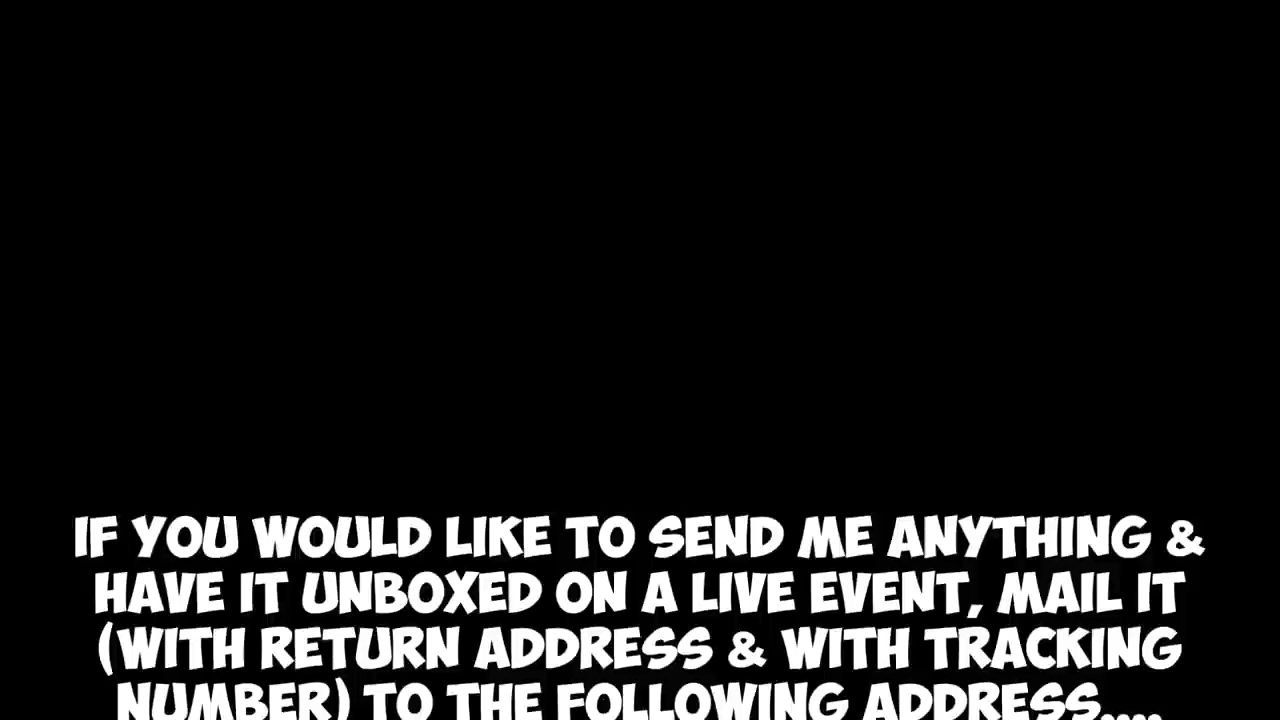 IF YOU WOULD LIKE TO SEND ME ANYTHING &
HAVE IT UNBOXED ON A LIVE EVENT, MAIL IT
(WITH RETURN ADDRESS & WITH TRACKING
NUMBER) TO THE FOLLOWING ADDRESS....